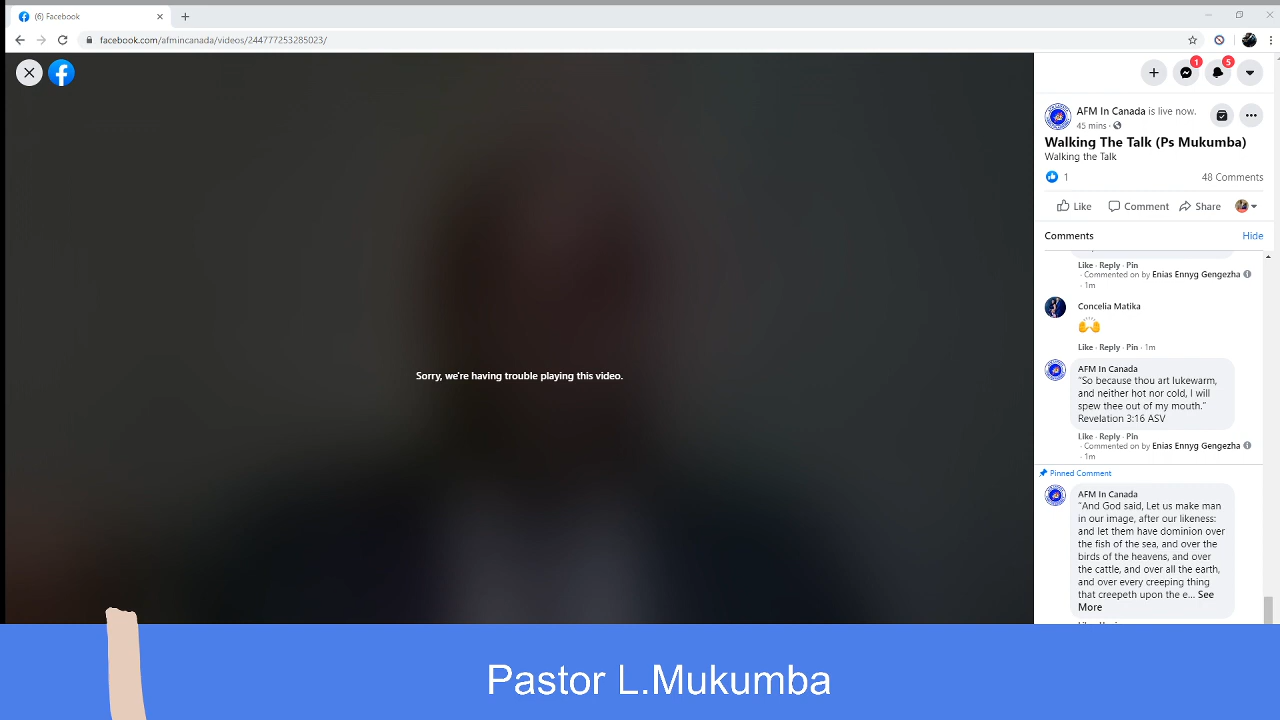 (6) Facebook
facebook.com/afmincanada/videos/244777253285023/
1
5
AFM In Canada is live now.
45 mins ·
Walking The Talk (Ps Mukumba)
Walking the Talk
1
48 Comments
Like
Comment
Share
Comments
Hide
Like · Reply · Pin
· Commented on by Enias Ennyg Gengezha
· 1m
Concelia Matika
🙌
Like · Reply · Pin · 1m
AFM In Canada
"So because thou art lukewarm,
and neither hot nor cold, I will
spew thee out of my mouth."
Revelation 3:16 ASV
Like · Reply · Pin
· Commented on by Enias Ennyg Gengezha
· 1m
Pinned Comment
AFM In Canada
"And God said, Let us make man
in our image, after our likeness:
and let them have dominion over
the fish of the sea, and over the
birds of the heavens, and over
the cattle, and over all the earth,
and over every creeping thing
that creepeth upon the e... See
More
Sorry, we're having trouble playing this video.
Pastor L.Mukumba